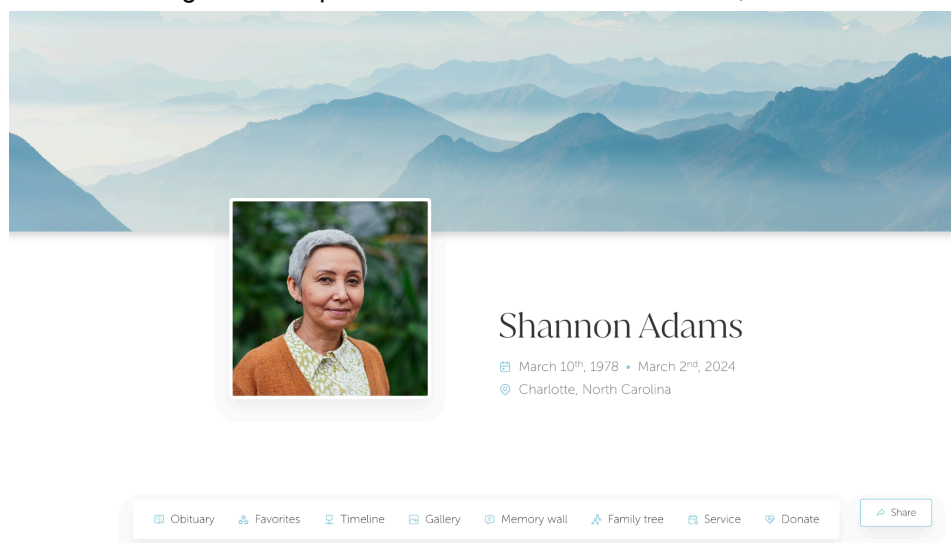 Shannon Adams
March 10th, 1978 • March 2nd, 2024
Charlotte, North Carolina
Obituary Favorites Timeline Gallery Memory wall Family tree Service Donate Share